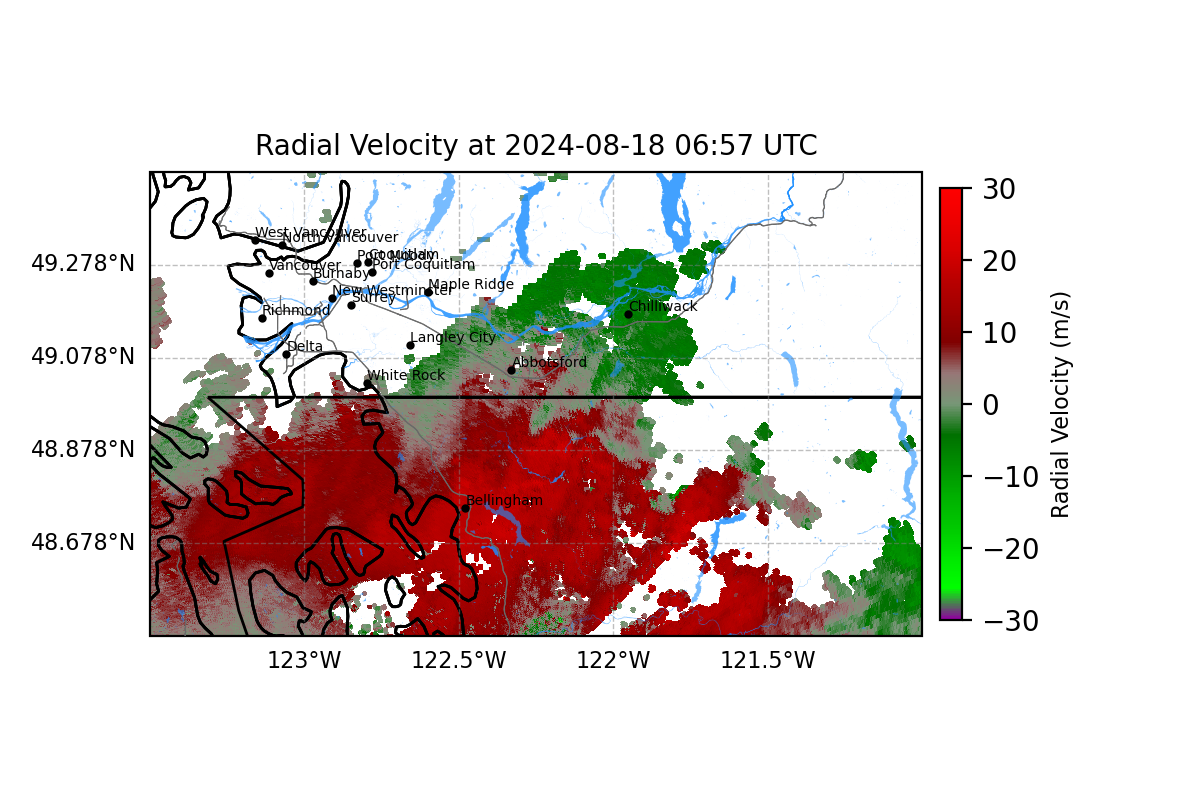 Radial Velocity at 2024-08-18 06:57 UTC
West Vancouver
North Vancouver
Port Moody
Coquitlam
Port Coquitlam
Vancouver
Burnaby
Maple Ridge
New Westminster
Surrey
Richmond
Chilliwack
Langley City
Delta
Abbotsford
White Rock
Bellingham
49.278°N
49.078°N
48.878°N
48.678°N
123°W
122.5°W
122°W
121.5°W
30
20
10
0
−10
−20
−30
Radial Velocity (m/s)